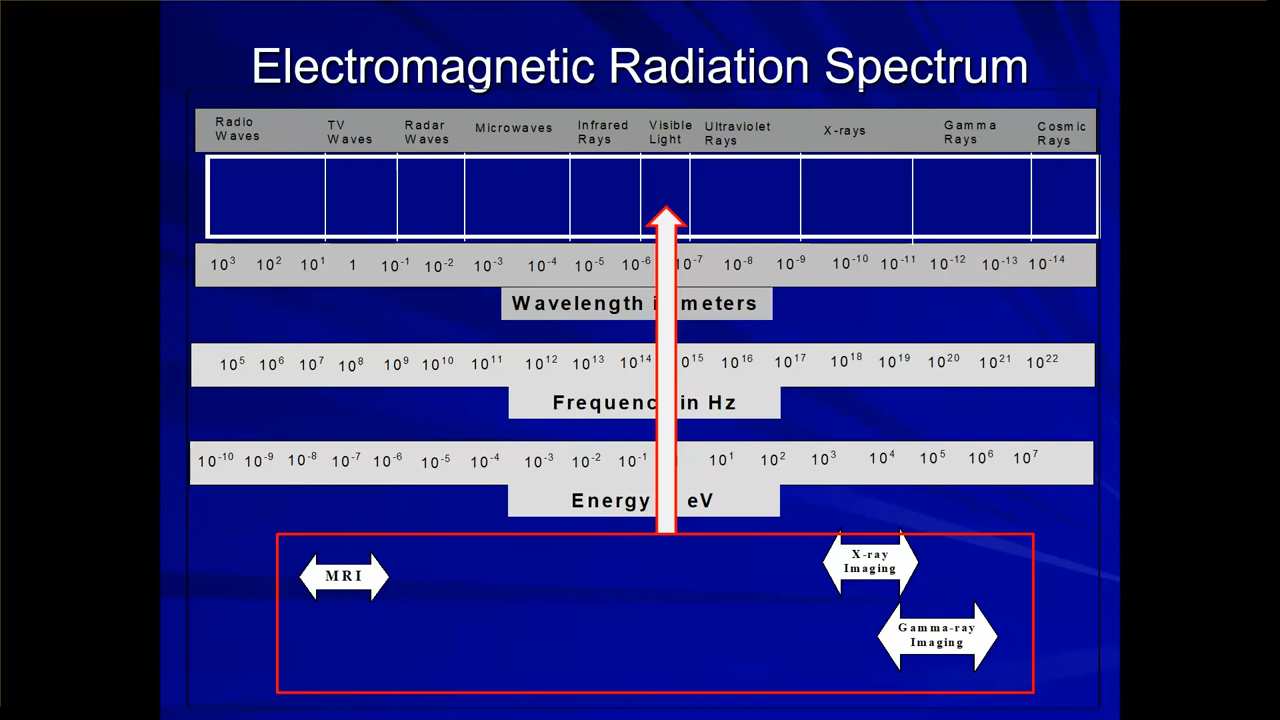 Electromagnetic Radiation Spectrum
Radio
Waves
TV
Waves
Radar
Waves
Microwaves
Infrared
Rays
Visible
Light
Ultraviolet
Rays
X-rays
Gamma
Rays
Cosmic
Rays
10³ 10² 10¹ 1 10⁻¹ 10⁻² 10⁻³ 10⁻⁴ 10⁻⁵ 10⁻⁶ 10⁻⁷ 10⁻⁸ 10⁻⁹ 10⁻¹⁰ 10⁻¹¹ 10⁻¹² 10⁻¹³ 10⁻¹⁴
Wavelength in meters
10⁵ 10⁶ 10⁷ 10⁸ 10⁹ 10¹⁰ 10¹¹ 10¹² 10¹³ 10¹⁴ 10¹⁵ 10¹⁶ 10¹⁷ 10¹⁸ 10¹⁹ 10²⁰ 10²¹ 10²²
Frequency in Hz
10⁻¹⁰ 10⁻⁹ 10⁻⁸ 10⁻⁷ 10⁻⁶ 10⁻⁵ 10⁻⁴ 10⁻³ 10⁻² 10⁻¹ 10¹ 10² 10³ 10⁴ 10⁵ 10⁶ 10⁷
Energy eV
MRI
X-ray
Imaging
Gamma-ray
Imaging